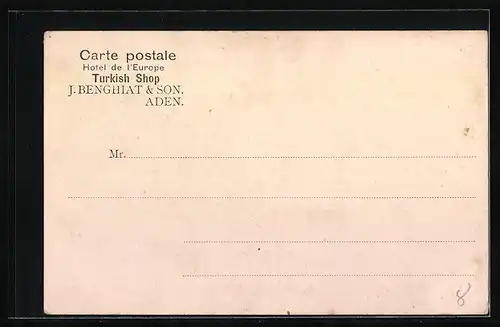 Carte postale
Hotel de l'Europe
Turkish Shop
J. BENGHIAT & SON.
ADEN.
Mr.
8